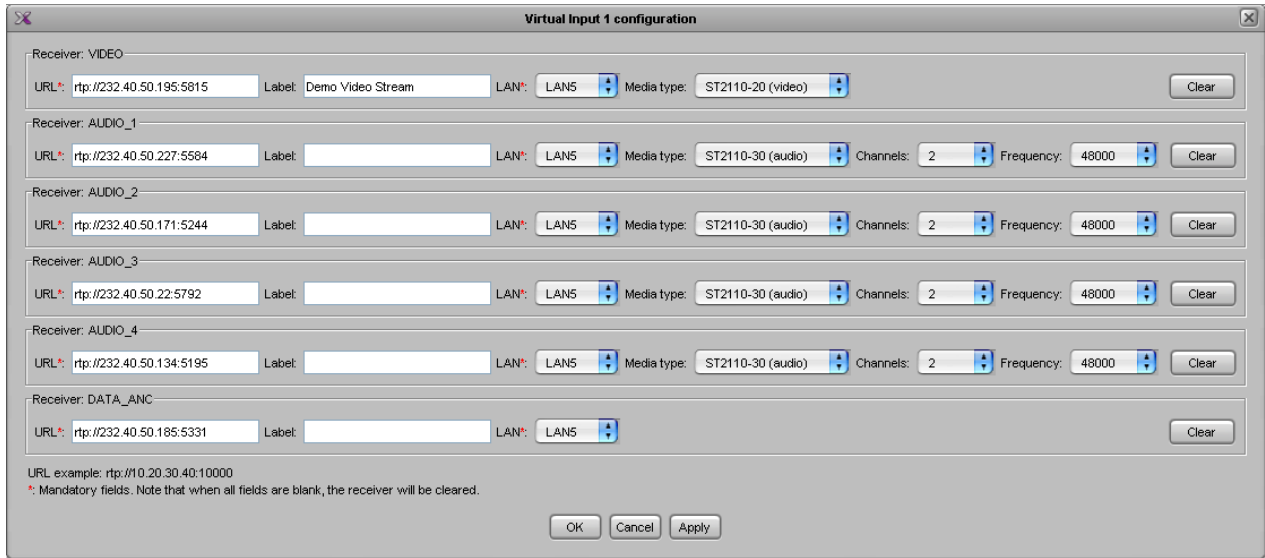 Virtual Input 1 configuration
Receiver: VIDEO
URL*: rtp://232.40.50.195:5815 Label: Demo Video Stream LAN*: LAN5 Media type: ST2110-20 (video) Clear
Receiver: AUDIO_1
URL*: rtp://232.40.50.227:5584 Label: LAN*: LAN5 Media type: ST2110-30 (audio) Channels: 2 Frequency: 48000 Clear
Receiver: AUDIO_2
URL*: rtp://232.40.50.171:5244 Label: LAN*: LAN5 Media type: ST2110-30 (audio) Channels: 2 Frequency: 48000 Clear
Receiver: AUDIO_3
URL*: rtp://232.40.50.22:5792 Label: LAN*: LAN5 Media type: ST2110-30 (audio) Channels: 2 Frequency: 48000 Clear
Receiver: AUDIO_4
URL*: rtp://232.40.50.134:5195 Label: LAN*: LAN5 Media type: ST2110-30 (audio) Channels: 2 Frequency: 48000 Clear
Receiver: DATA_ANC
URL*: rtp://232.40.50.185:5331 Label: LAN*: LAN5 Clear
URL example: rtp://10.20.30.40:10000
*: Mandatory fields. Note that when all fields are blank, the receiver will be cleared.
OK Cancel Apply